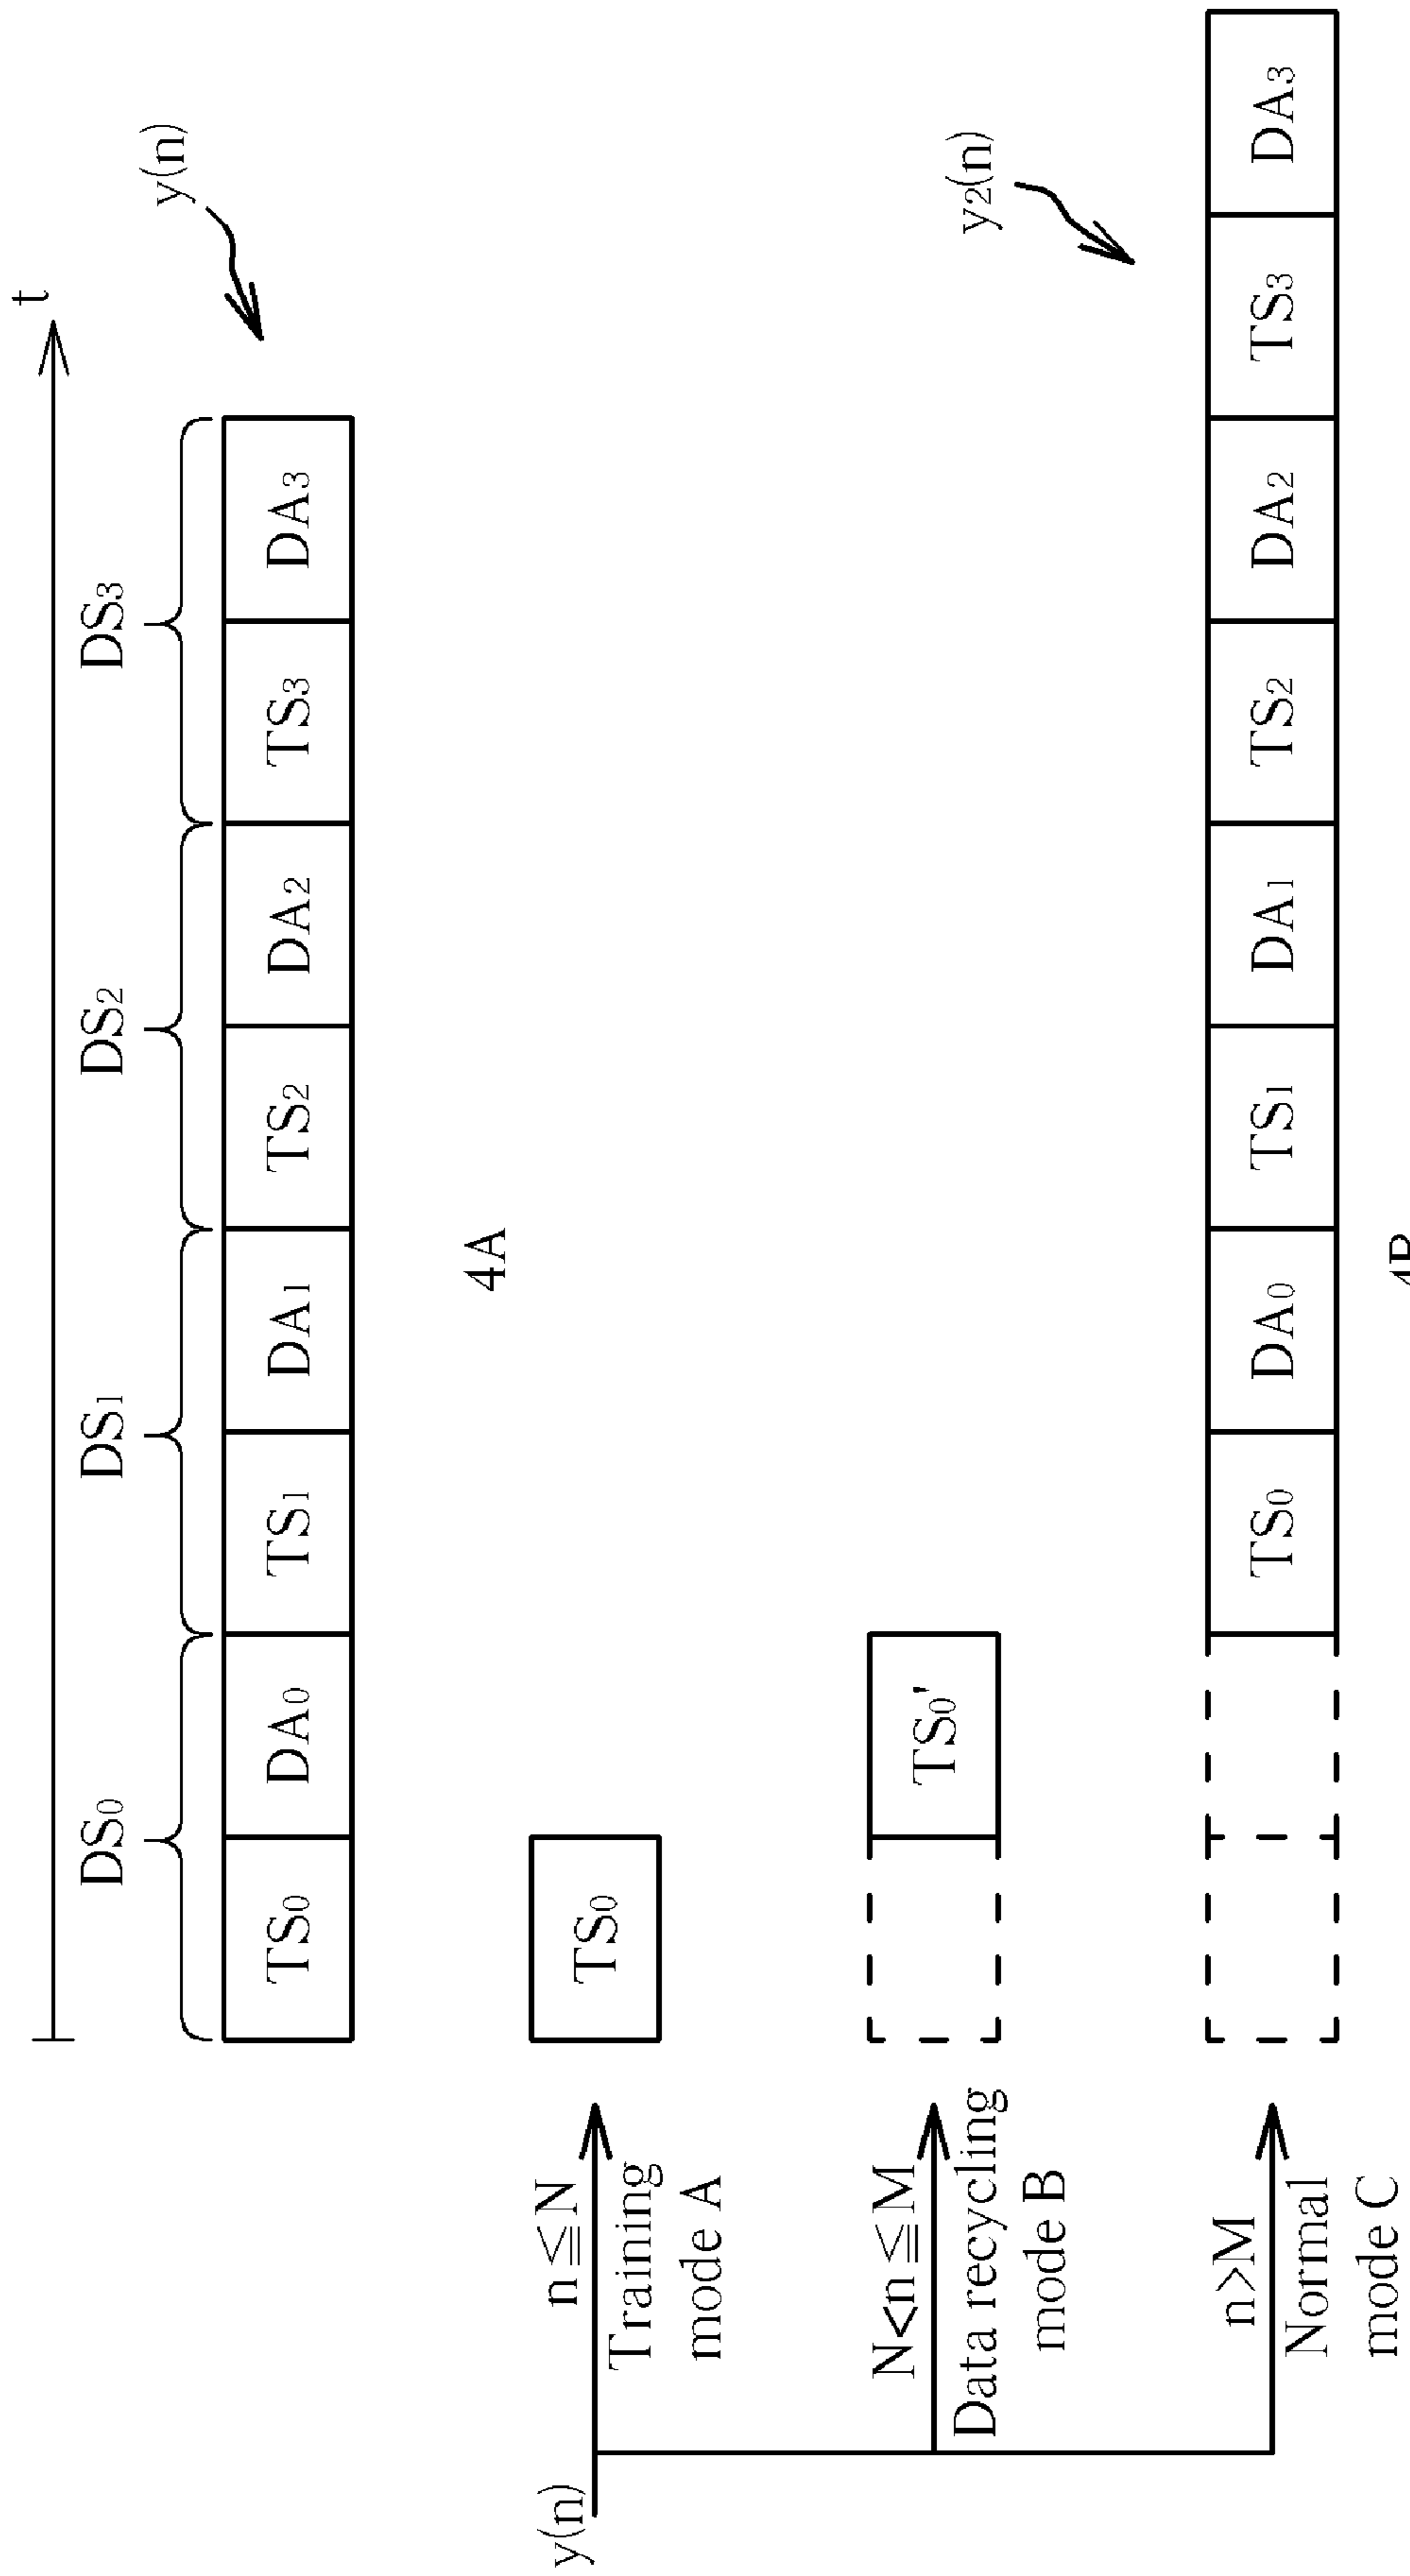 t
DS0 DS1 DS2 DS3
y(n)
TS0 DA0 TS1 DA1 TS2 DA2 TS3 DA3
4A
y(n)
n≦N
Training
mode A
TS0
N<n≦M
Data recycling
mode B
TS0'
y2(n)
n>M
Normal
mode C
TS0 DA0 TS1 DA1 TS2 DA2 TS3 DA3
4B